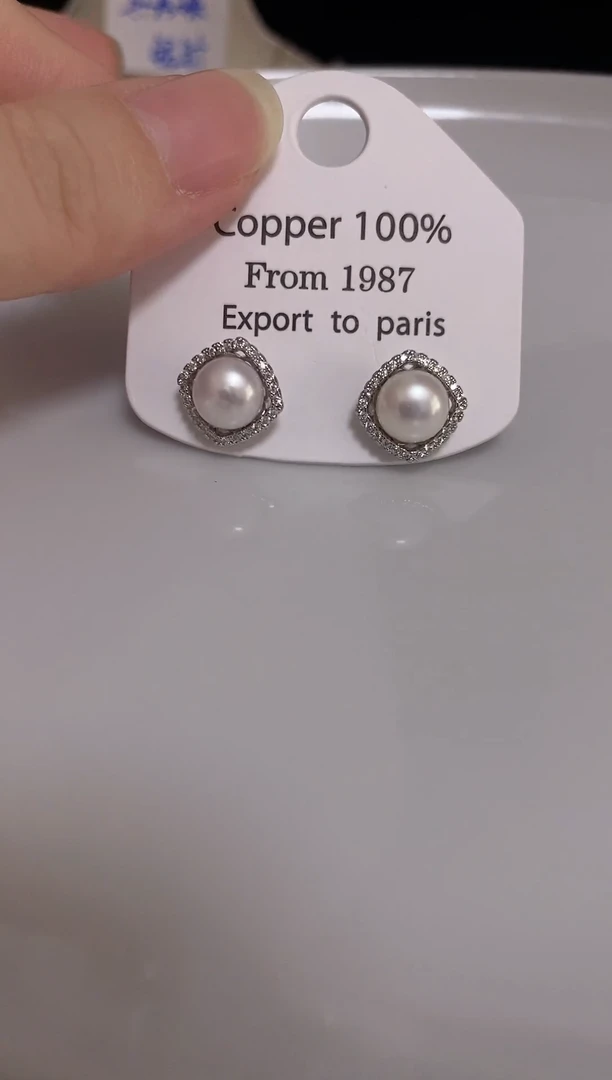 Copper 100%
From 1987
Export to paris